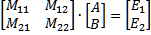 [M₁₁ M₁₂] · [A] = [E₁]
[M₂₁ M₂₂]   [B]   [E₂]